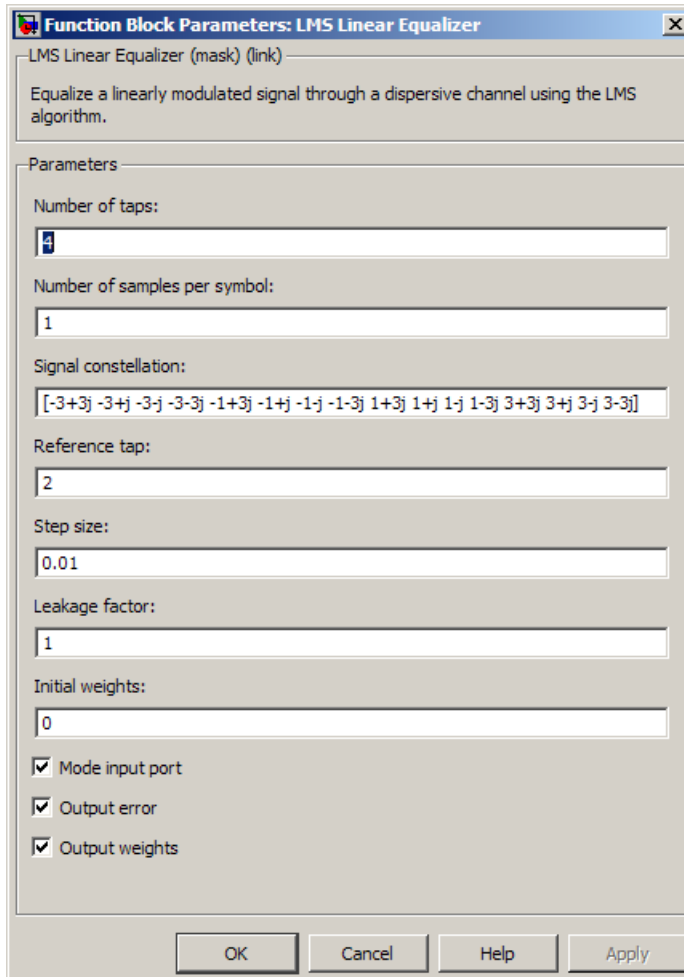 Function Block Parameters: LMS Linear Equalizer
LMS Linear Equalizer (mask) (link)
Equalize a linearly modulated signal through a dispersive channel using the LMS
algorithm.
Parameters
Number of taps:
4
Number of samples per symbol:
1
Signal constellation:
[-3+3j -3+j -3-j -3-3j -1+3j -1+j -1-j -1-3j 1+3j 1+j 1-j 1-3j 3+3j 3+j 3-j 3-3j]
Reference tap:
2
Step size:
0.01
Leakage factor:
1
Initial weights:
0
Mode input port
Output error
Output weights
OK Cancel Help Apply